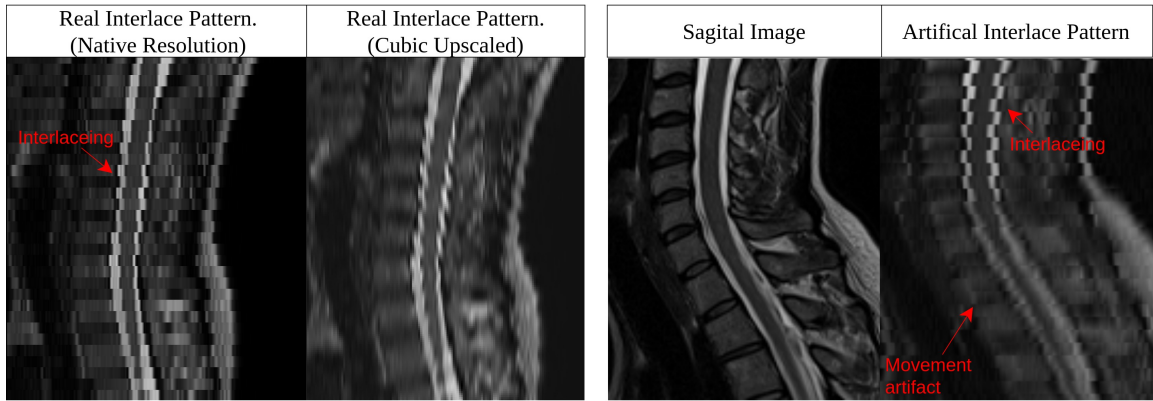 Real Interlace Pattern.
(Native Resolution)
Real Interlace Pattern.
(Cubic Upscaled)
Sagital Image
Artifical Interlace Pattern
Interlaceing
Interlaceing
Movement
artifact